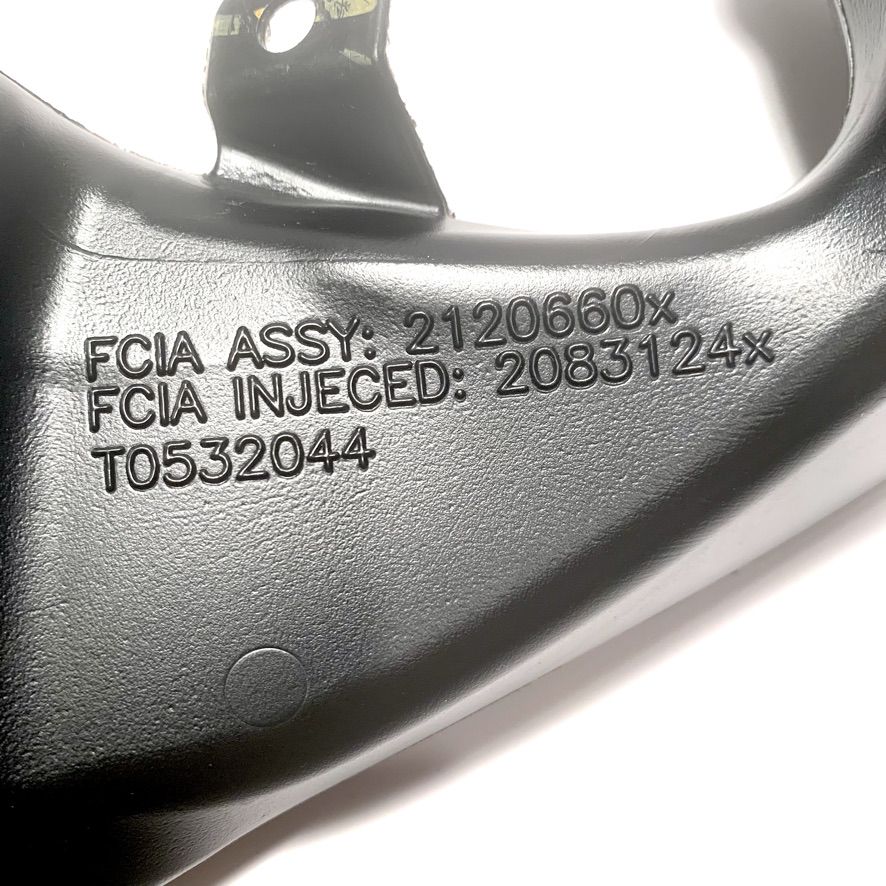 FCIA ASSY: 2120660x
FCIA INJECED: 2083124x
T0532044